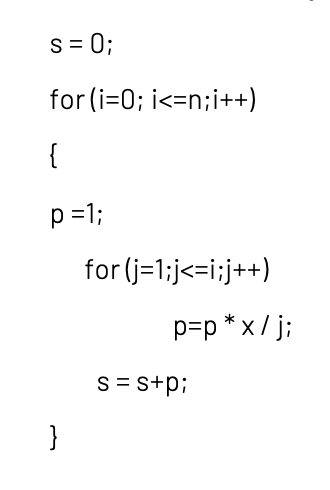 s = 0;
for (i=0; i<=n;i++)
{
p =1;
for (j=1;j<=i;j++)
p=p * x / j;
s = s+p;
}